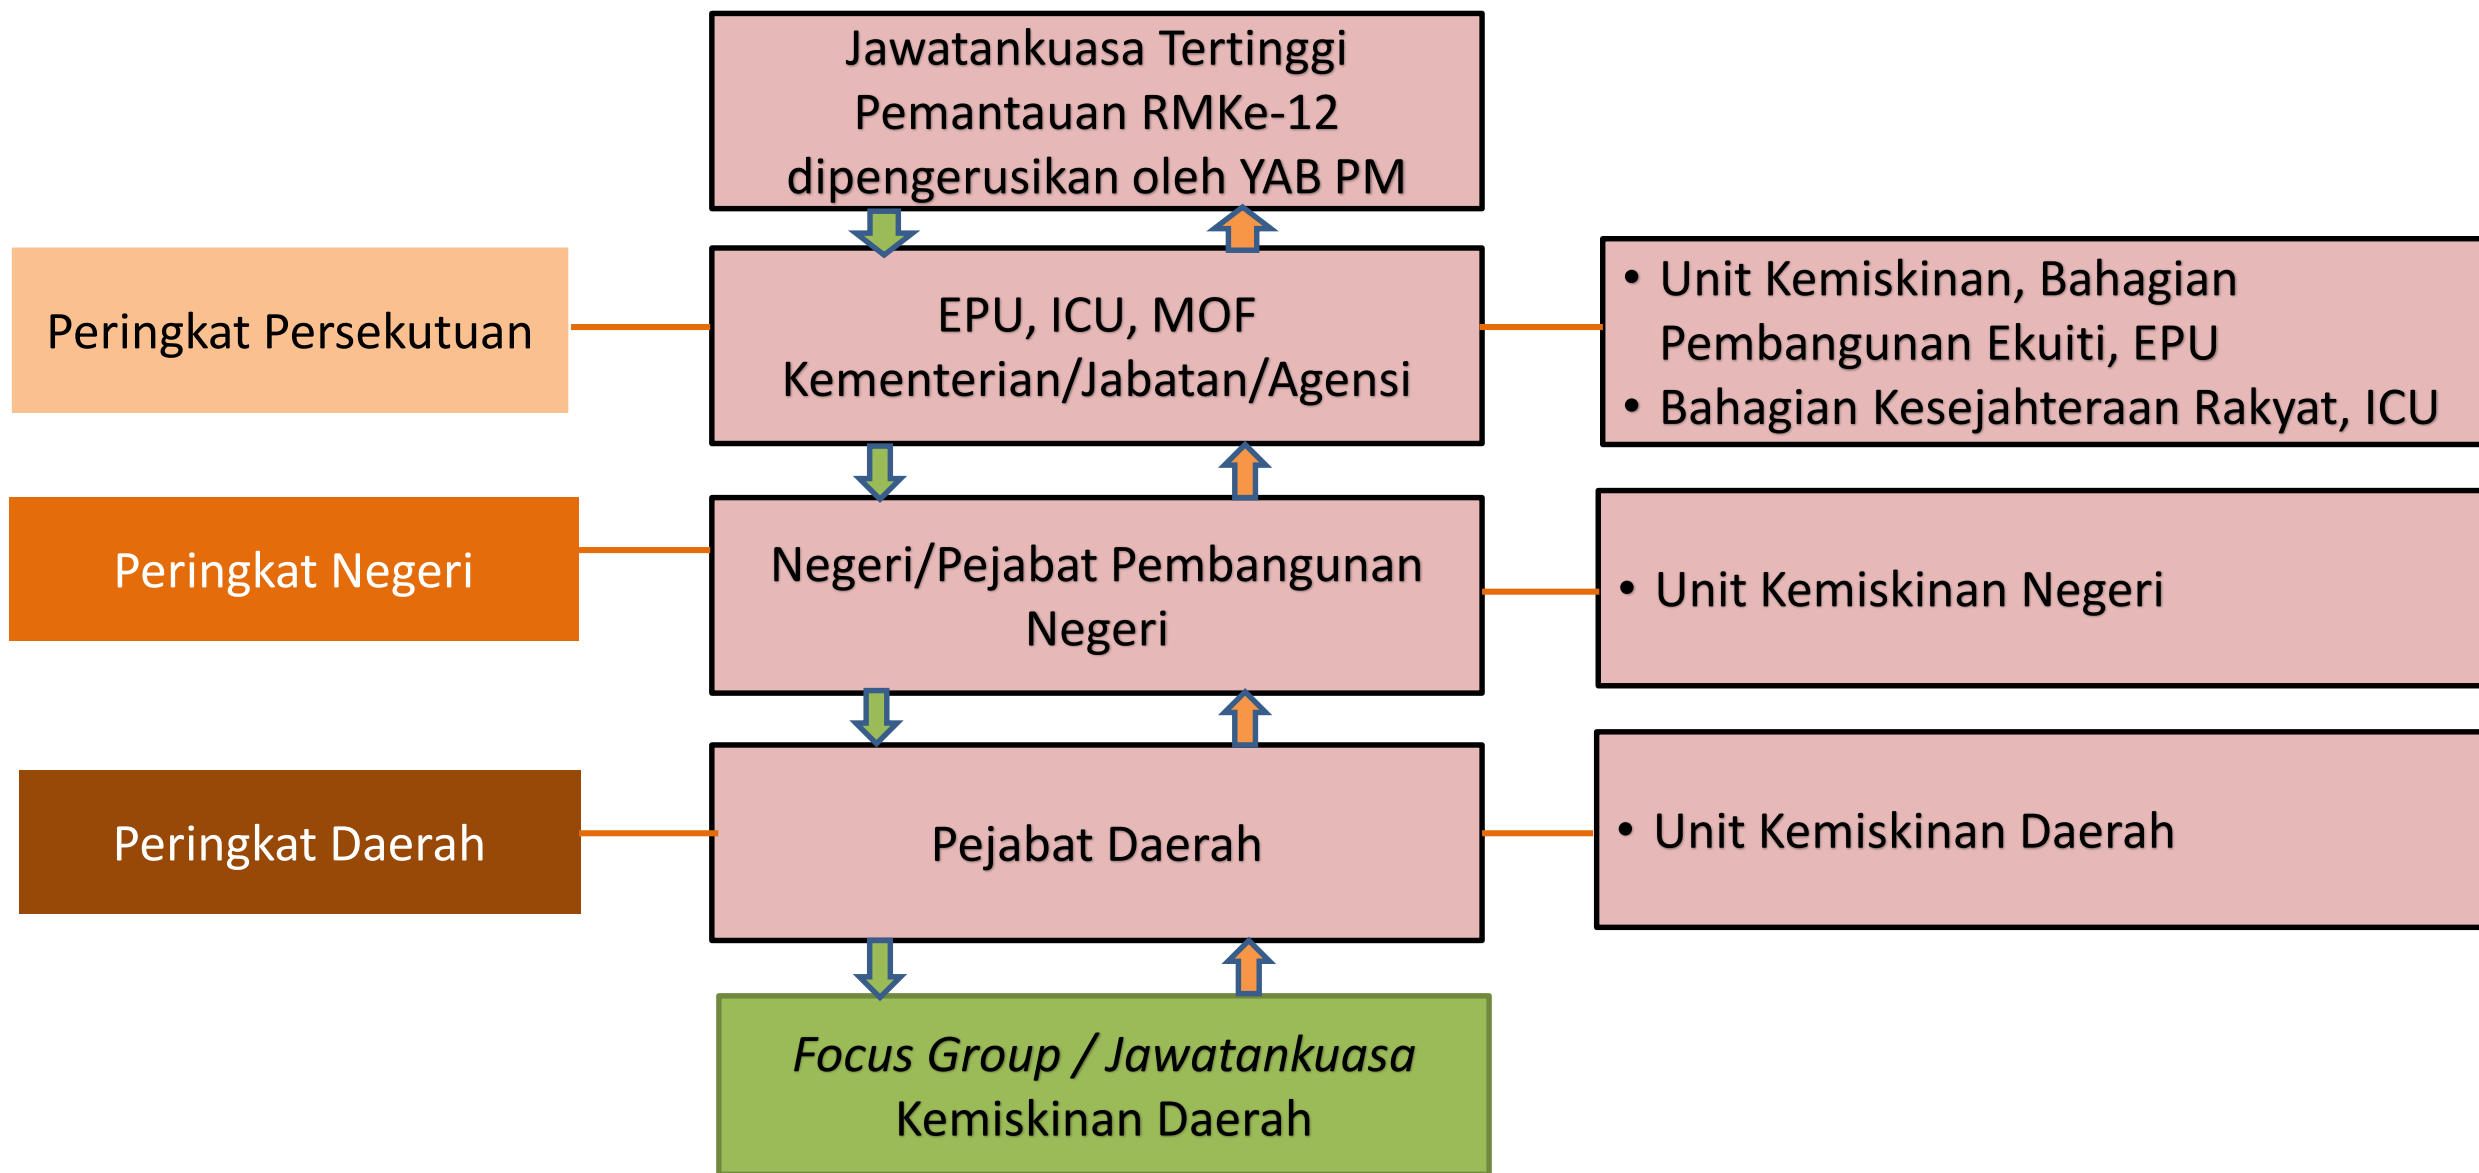 Jawatankuasa Tertinggi
Pemantauan RMKe-12
dipengerusikan oleh YAB PM
Peringkat Persekutuan
EPU, ICU, MOF
Kementerian/Jabatan/Agensi
• Unit Kemiskinan, Bahagian
Pembangunan Ekuiti, EPU
• Bahagian Kesejahteraan Rakyat, ICU
Peringkat Negeri
Negeri/Pejabat Pembangunan
Negeri
• Unit Kemiskinan Negeri
Peringkat Daerah
Pejabat Daerah
• Unit Kemiskinan Daerah
Focus Group / Jawatankuasa
Kemiskinan Daerah